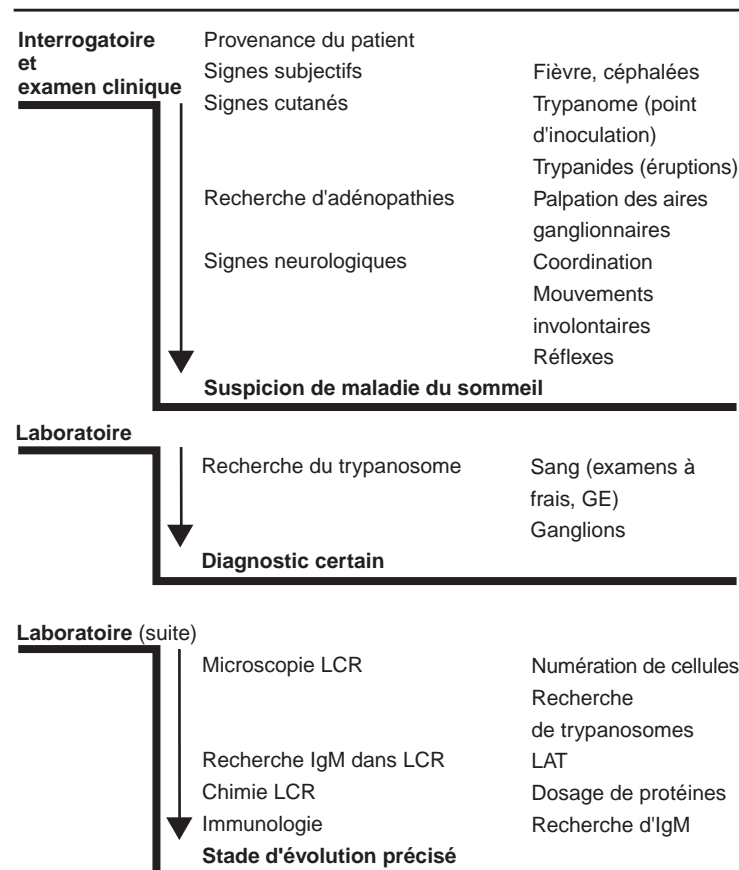 Interrogatoire
et
examen clinique
Provenance du patient
Signes subjectifs Fièvre, céphalées
Signes cutanés Trypanome (point
d'inoculation)
Trypanides (éruptions)
Recherche d'adénopathies Palpation des aires
ganglionnaires
Signes neurologiques Coordination
Mouvements
involontaires
Réflexes
Suspicion de maladie du sommeil
Laboratoire
Recherche du trypanosome Sang (examens à
frais, GE)
Ganglions
Diagnostic certain
Laboratoire (suite)
Microscopie LCR Numération de cellules
Recherche
de trypanosomes
Recherche IgM dans LCR LAT
Chimie LCR Dosage de protéines
Immunologie Recherche d'IgM
Stade d'évolution précisé